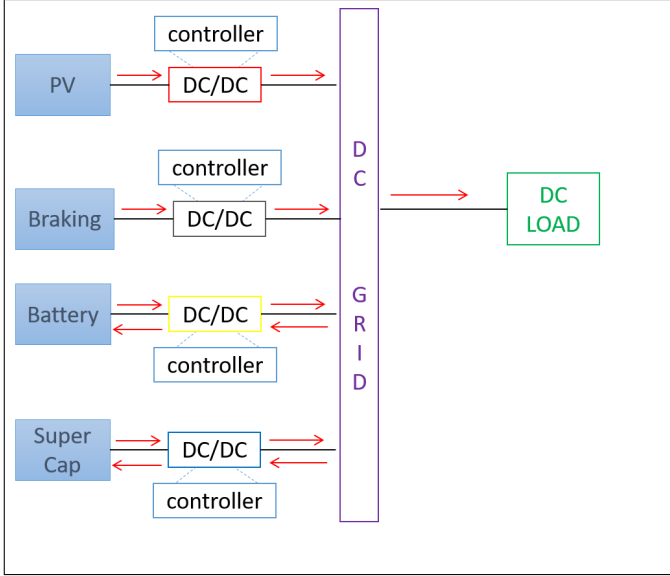 controller
PV
DC/DC
controller
Braking
DC/DC
Battery
DC/DC
controller
Super
Cap
DC/DC
controller
D
C
G
R
I
D
DC
LOAD